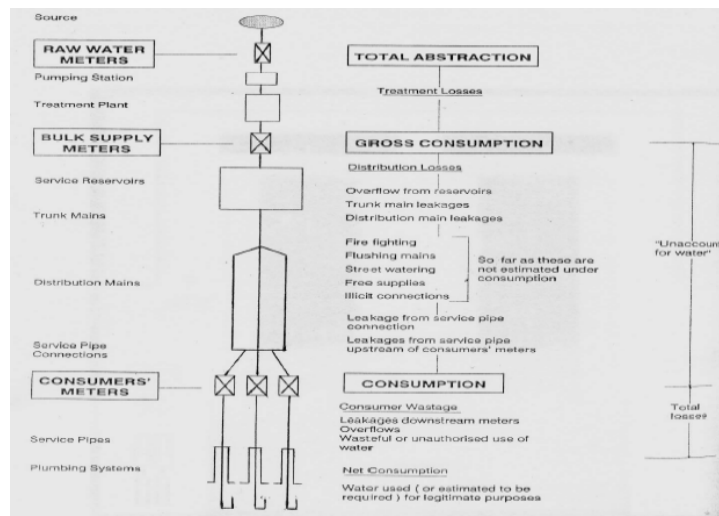 Source
RAW WATER
METERS
TOTAL ABSTRACTION
Pumping Station
Treatment Losses
Treatment Plant
BULK SUPPLY
METERS
GROSS CONSUMPTION
Distribution Losses
Service Reservoirs
Overflow from reservoirs
Trunk main leakages
Trunk Mains
Distribution main leakages
Fire fighting
Flushing mains
Street watering
Free supplies
Illicit connections
So far as these are
not estimated under
consumption
"Unaccoun
for water"
Distribution Mains
Leakage from service pipe
connection
Service Pipe
Connections
Leakages from service pipe
upstream of consumers' meters
CONSUMERS'
METERS
CONSUMPTION
Consumer Wastage
Total
losses
Leakages downstream meters
Overflows
Service Pipes
Wasteful or unauthorised use of
water
Plumbing Systems
Net Consumption
Water used ( or estimated to be
required ) for legitimate purposes